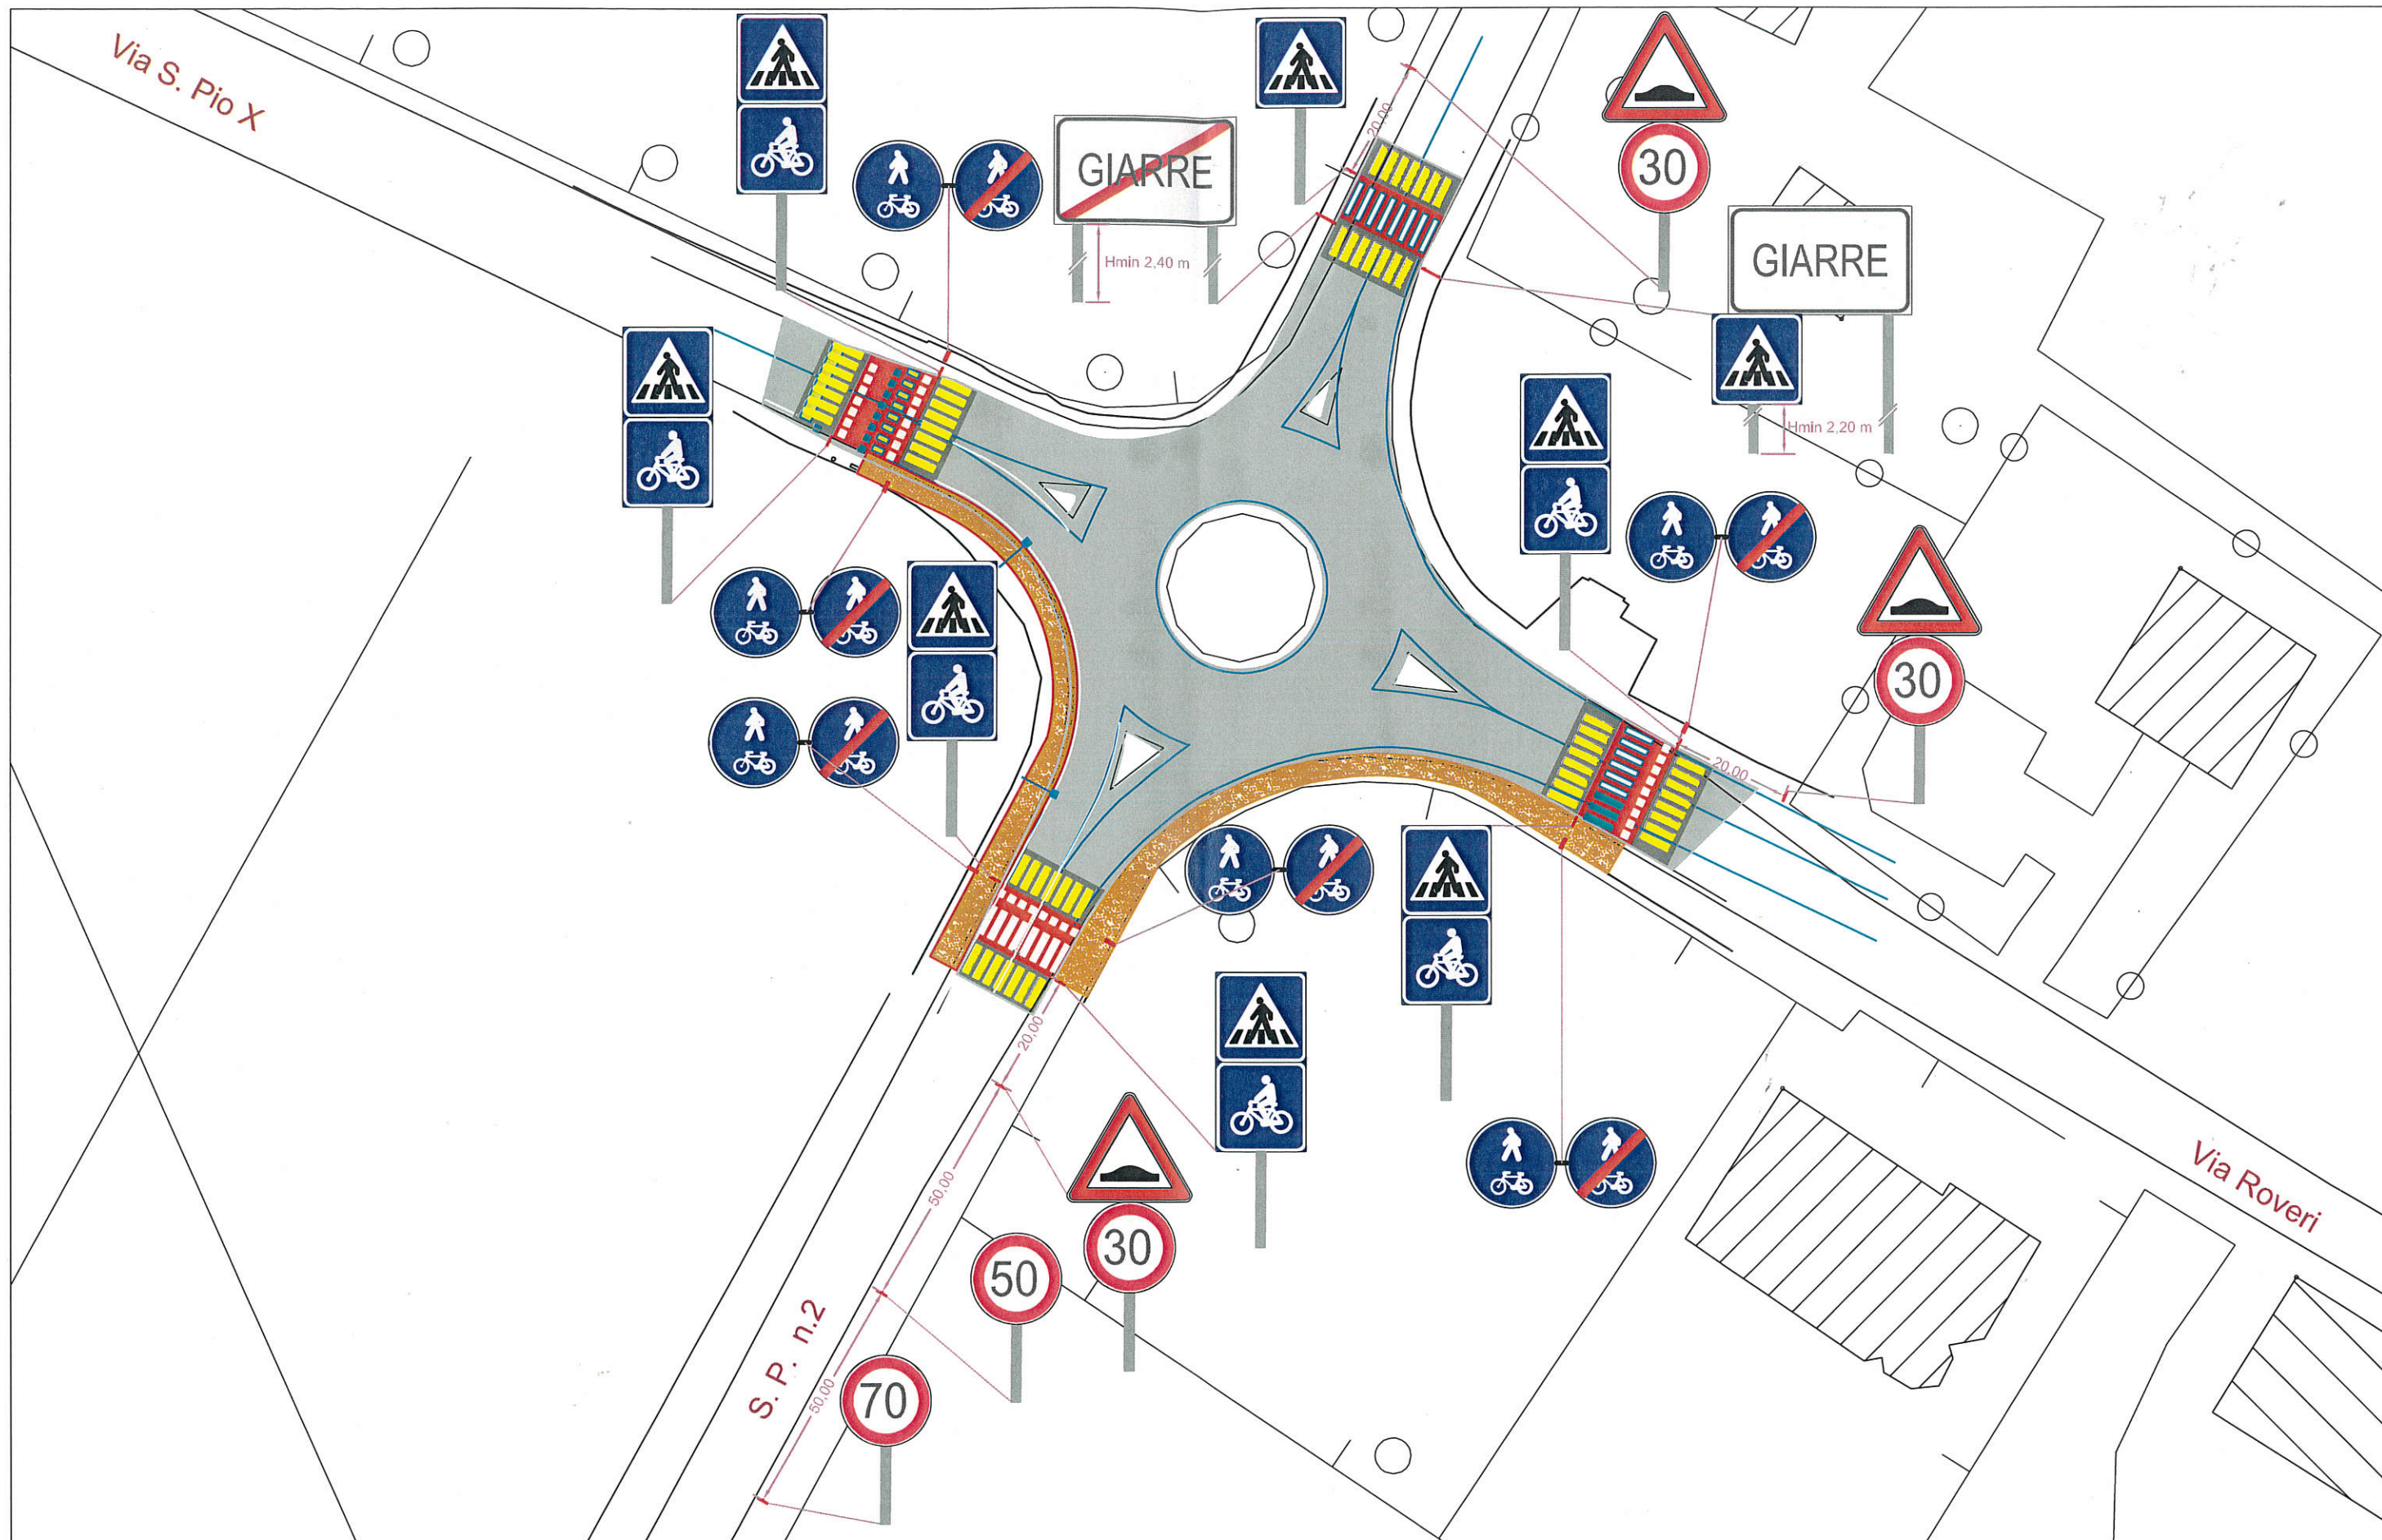 Via S. Pio X
GIARRE
Hmin 2,40 m
20,00
30
GIARRE
Hmin 2,20 m
30
20,00
20,00
50,00
30
50
S. P. n.2
50,00
70
Via Roveri